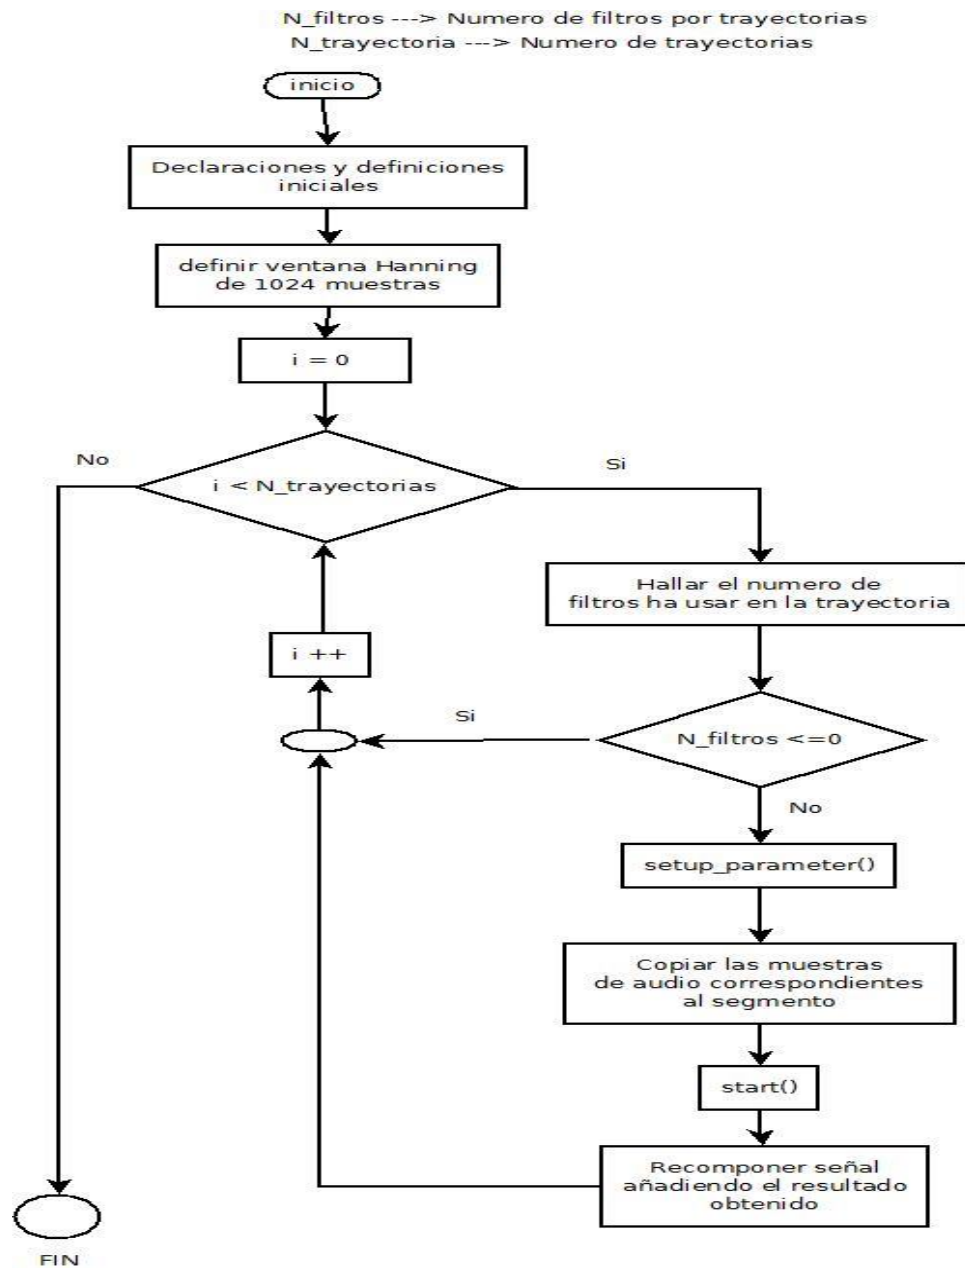 N_filtros ---> Numero de filtros por trayectorias
N_trayectoria ---> Numero de trayectorias
inicio
Declaraciones y definiciones
iniciales
definir ventana Hanning
de 1024 muestras
i = 0
No
i < N_trayectorias
Si
Hallar el numero de
filtros ha usar en la trayectoria
i ++
Si
N_filtros <=0
No
setup_parameter()
Copiar las muestras
de audio correspondientes
al segmento
start()
Recomponer señal
añadiendo el resultado
obtenido
FIN